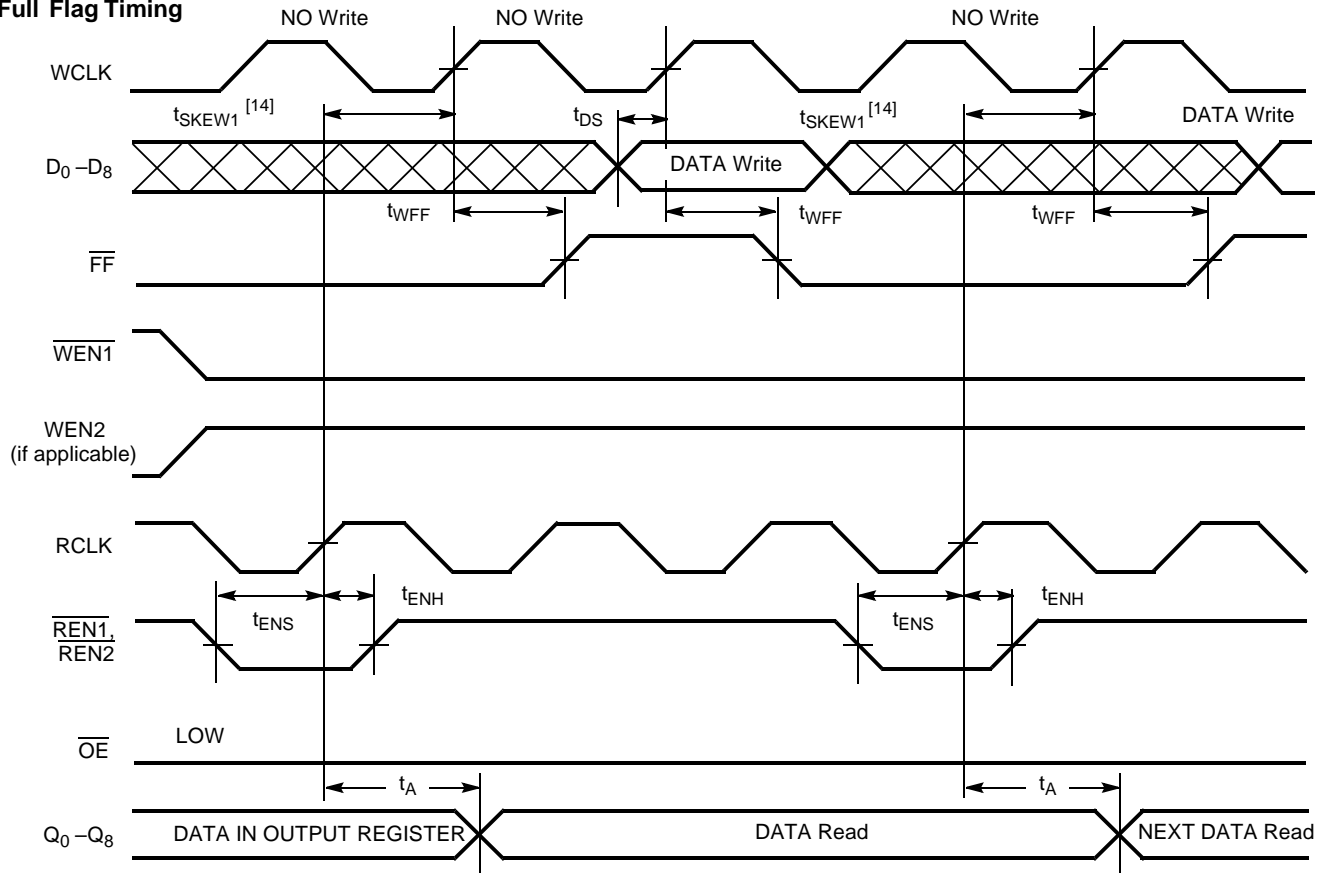 Full Flag Timing
NO Write
NO Write
NO Write
WCLK
tSKEW1 [14]
tDS
tSKEW1 [14]
DATA Write
D0 –D8
DATA Write
tWFF
tWFF
tWFF
FF
WEN1
WEN2
(if applicable)
RCLK
tENS
tENH
tENS
tENH
REN1,
REN2
OE
LOW
tA
tA
Q0 –Q8
DATA IN OUTPUT REGISTER
DATA Read
NEXT DATA Read